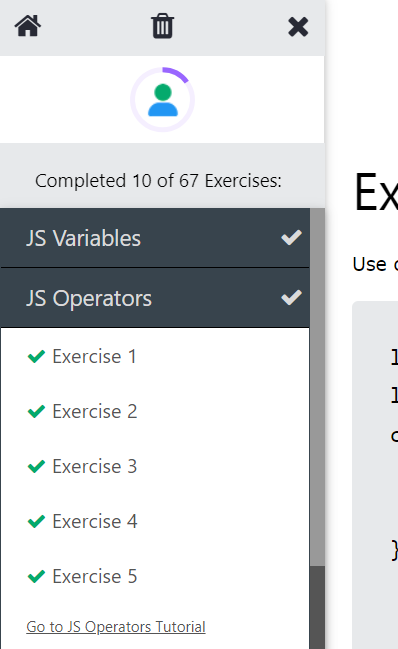 Completed 10 of 67 Exercises:
JS Variables
JS Operators
Exercise 1
Exercise 2
Exercise 3
Exercise 4
Exercise 5
Go to JS Operators Tutorial
Ex
Use
}